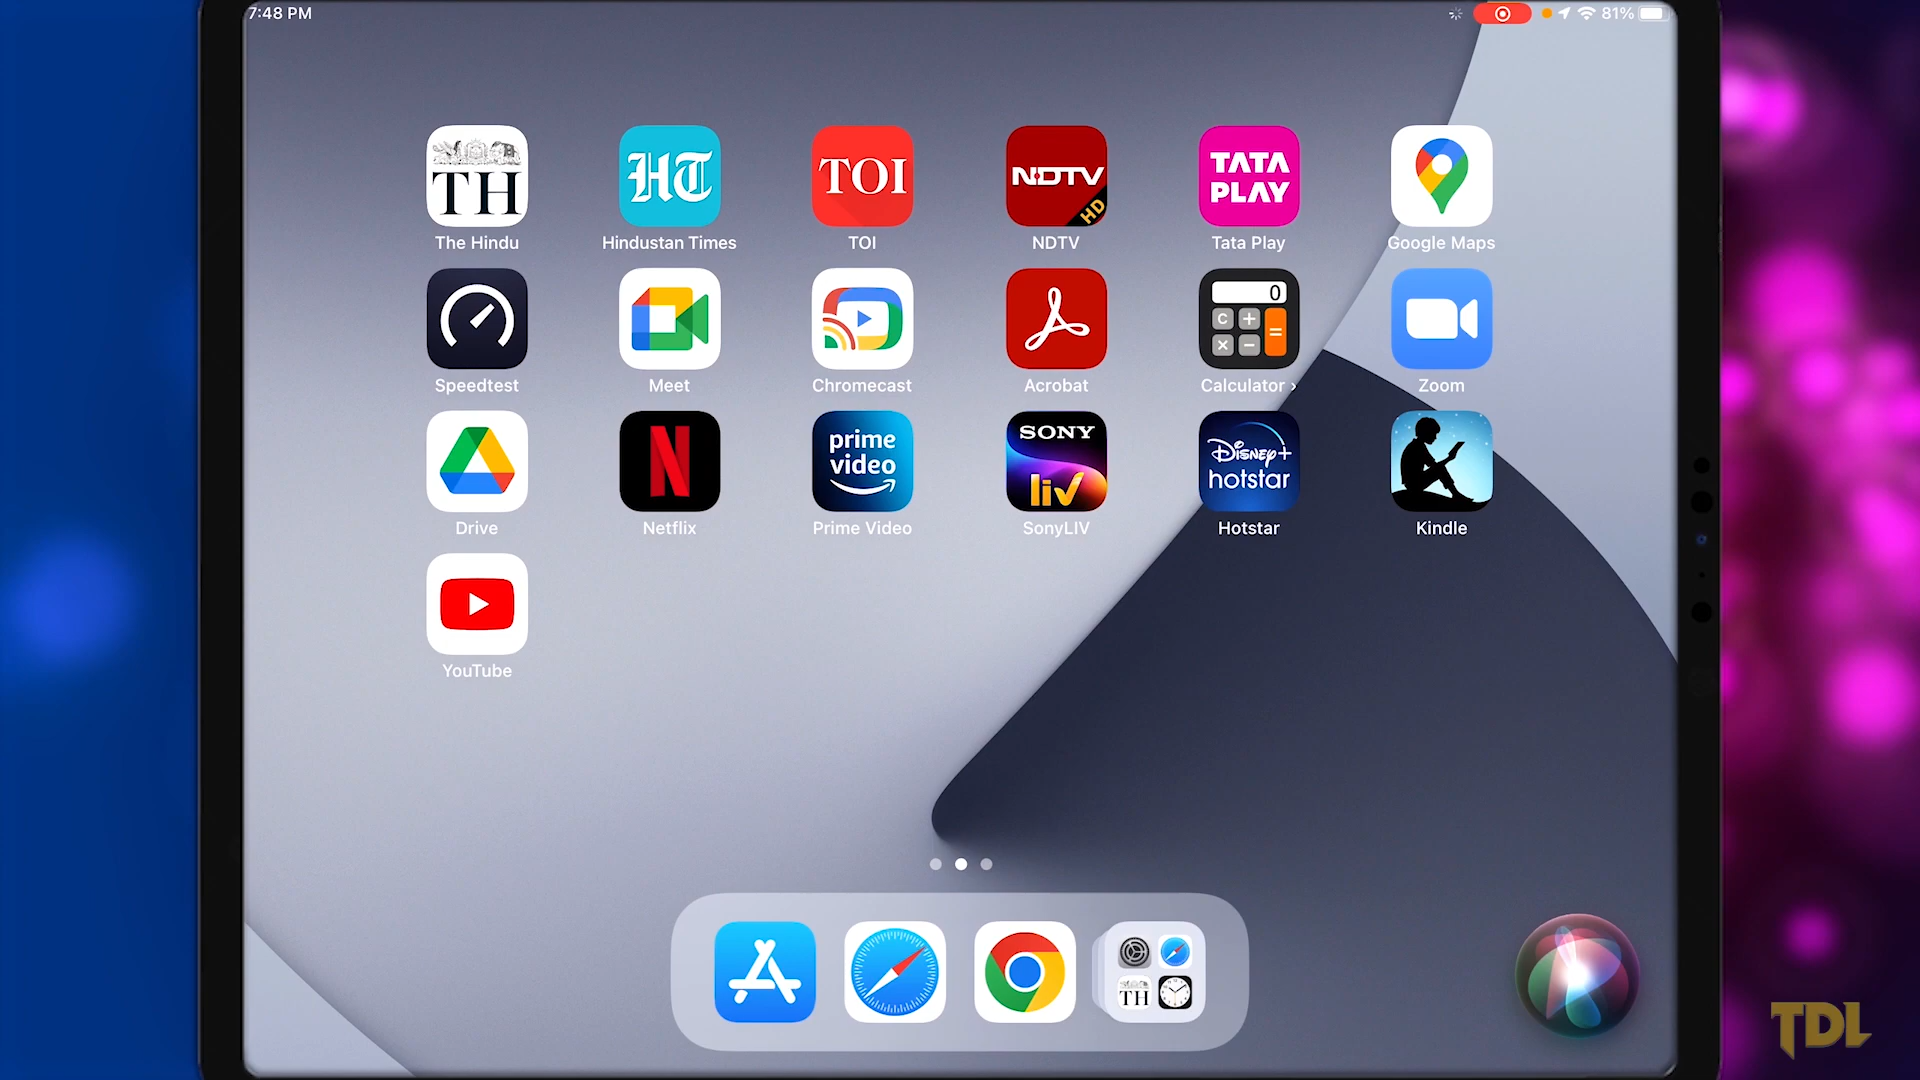 7:48 PM
81%
TH
HT
TOI
NDTV
HD
TATA
PLAY
The Hindu
Hindustan Times
TOI
NDTV
Tata Play
Google Maps
0
C +
=
× −
Speedtest
Meet
Chromecast
Acrobat
Calculator ›
Zoom
N
prime
video
SONY
liv
Disney+
hotstar
Drive
Netflix
Prime Video
SonyLIV
Hotstar
Kindle
YouTube
TH
TDL